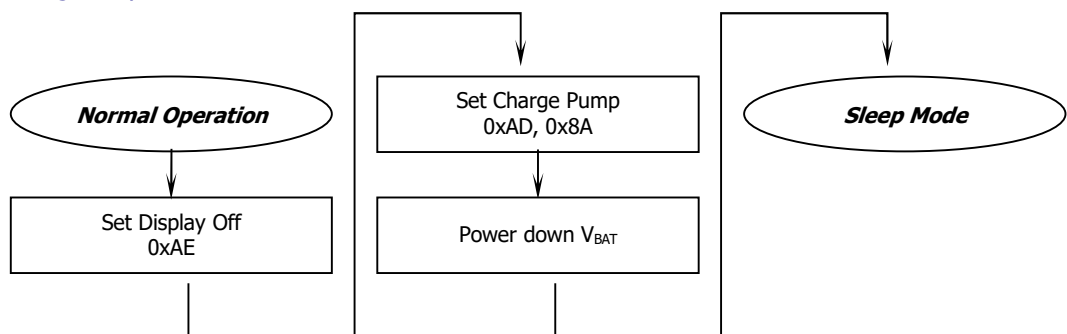 Normal Operation
Set Display Off
0xAE
Set Charge Pump
0xAD, 0x8A
Power down VBAT
Sleep Mode